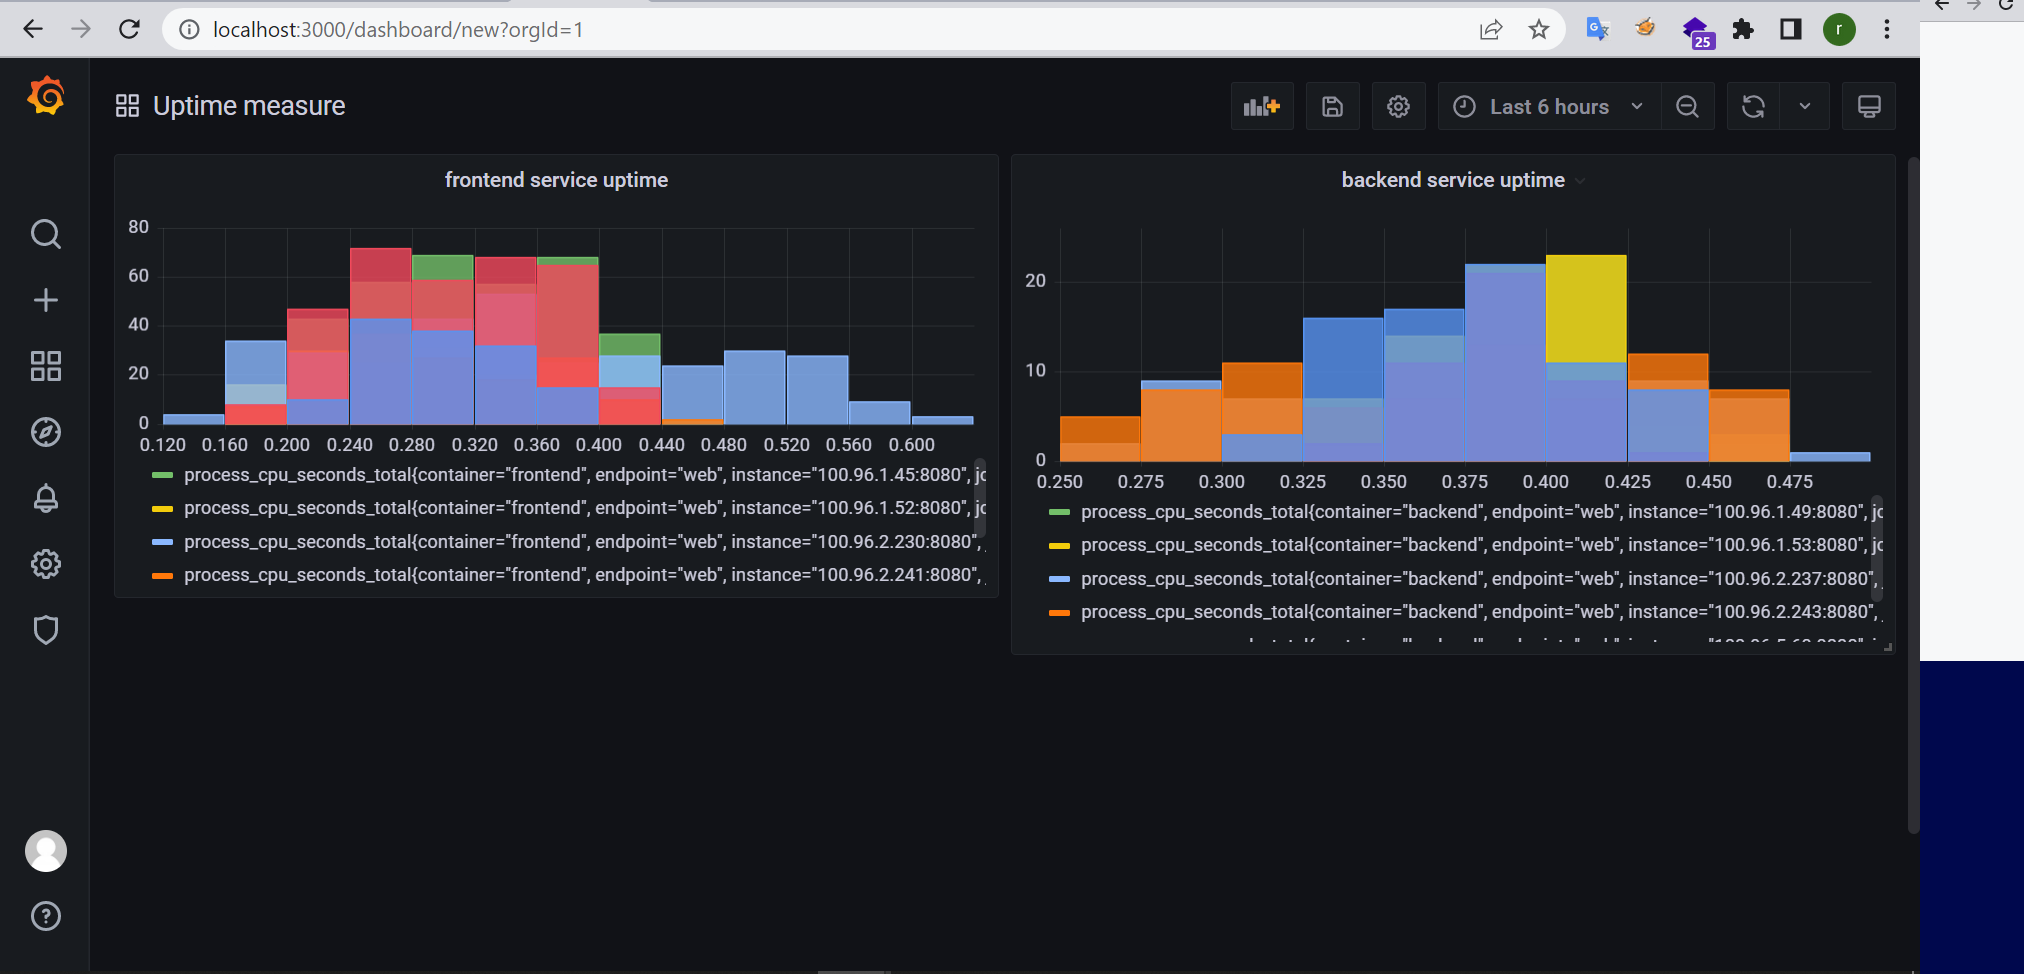 localhost:3000/dashboard/new?orgId=1
25
r
Uptime measure
Last 6 hours
frontend service uptime
80
60
40
20
0
0.120 0.160 0.200 0.240 0.280 0.320 0.360 0.400 0.440 0.480 0.520 0.560 0.600
process_cpu_seconds_total{container="frontend", endpoint="web", instance="100.96.1.45:8080", jo
process_cpu_seconds_total{container="frontend", endpoint="web", instance="100.96.1.52:8080", jo
process_cpu_seconds_total{container="frontend", endpoint="web", instance="100.96.2.230:8080",
process_cpu_seconds_total{container="frontend", endpoint="web", instance="100.96.2.241:8080",
backend service uptime
20
10
0
0.250 0.275 0.300 0.325 0.350 0.375 0.400 0.425 0.450 0.475
process_cpu_seconds_total{container="backend", endpoint="web", instance="100.96.1.49:8080", jo
process_cpu_seconds_total{container="backend", endpoint="web", instance="100.96.1.53:8080", jo
process_cpu_seconds_total{container="backend", endpoint="web", instance="100.96.2.237:8080",
process_cpu_seconds_total{container="backend", endpoint="web", instance="100.96.2.243:8080",